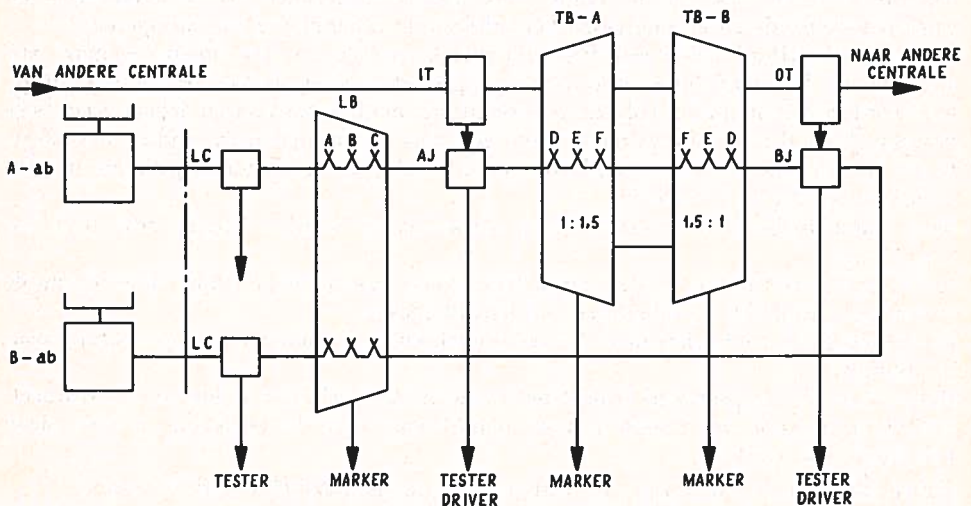 TB-A TB-B
VAN ANDERE CENTRALE IT OT NAAR ANDERE
CENTRALE
LB
A B C D E F F E D
A-ab LC AJ BJ
1:1,5 1,5:1
B-ab LC
TESTER MARKER TESTER MARKER MARKER TESTER
DRIVER DRIVER